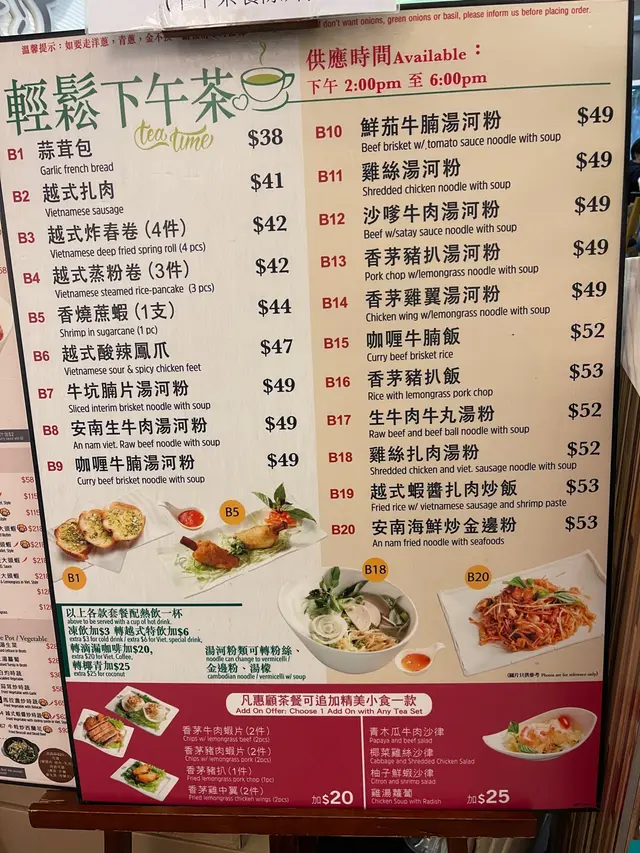 溫馨提示：如要走洋蔥，青蔥，金不
don't want onions, green onions or basil, please inform us before placing order.
輕鬆下午茶
tea time
供應時間Available：
下午 2:00pm 至 6:00pm
B1 蒜茸包 $38
Garlic french bread
B2 越式扎肉 $41
Vietnamese sausage
B3 越式炸春卷 (4件) $42
Vietnamese deep fried spring roll (4 pcs)
B4 越式蒸粉卷 (3件) $42
Vietnamese steamed rice-pancake (3 pcs)
B5 香燒蔗蝦 (1支) $44
Shrimp in sugarcane (1 pc)
B6 越式酸辣鳳爪 $47
Vietnamese sour & spicy chicken feet
B7 牛坑腩片湯河粉 $49
Sliced interim brisket noodle with soup
B8 安南生牛肉湯河粉 $49
An nam viet. Raw beef noodle with soup
B9 咖喱牛腩湯河粉 $49
Curry beef brisket noodle with soup
B10 鮮茄牛腩湯河粉 $49
Beef brisket w/ tomato sauce noodle with soup
B11 雞絲湯河粉 $49
Shredded chicken noodle with soup
B12 沙嗲牛肉湯河粉 $49
Beef w/satay sauce noodle with soup
B13 香茅豬扒湯河粉 $49
Pork chop w/lemongrass noodle with soup
B14 香茅雞翼湯河粉 $49
Chicken wing w/lemongrass noodle with soup
B15 咖喱牛腩飯 $52
Curry beef brisket rice
B16 香茅豬扒飯 $53
Rice with lemongrass pork chop
B17 生牛肉牛丸湯粉 $52
Raw beef and beef ball noodle with soup
B18 雞絲扎肉湯粉 $52
Shredded chicken and viet. sausage noodle with soup
B19 越式蝦醬扎肉炒飯 $53
Fried rice w/ vietnamese sausage and shrimp paste
B20 安南海鮮炒金邊粉 $53
An nam fried noodle with seafoods
B1
B5
B18
B20
以上各款套餐配熱飲一杯
above to be served with a cup of hot drink.
凍飲加$3 轉越式特飲加$6
extra $3 for cold drink / extra $6 for Viet. special drink,
轉滴漏咖啡加$20,
extra $20 for Viet. Coffee,
轉椰青加$25
extra $25 for coconut
湯河粉類可轉粉絲、
noodle can change to vermicelli /
金邊粉、湯檬
cambodian noodle / vermicelli w/ soup
(圖片只供參考 Photos are for reference only)
凡惠顧茶餐可追加精美小食一款
Add On Offer: Choose 1 Add On with Any Tea Set
香茅牛肉蝦片 (2件)
Chips w/ lemongrass beef (2pcs)
香茅豬肉蝦片 (2件)
Chips w/ lemongrass pork (2pcs)
香茅豬扒 (1件)
Fried lemongrass pork chop (1pc)
香茅雞中翼 (2件)
Fried lemongrass chicken wings (2pcs)
加$20
青木瓜牛肉沙律
Papaya and beef salad
椰菜雞絲沙律
Cabbage and Shredded Chicken Salad
柚子鮮蝦沙律
Citron and shrimp salad
雞湯蘿蔔
Chicken Soup with Radish
加$25